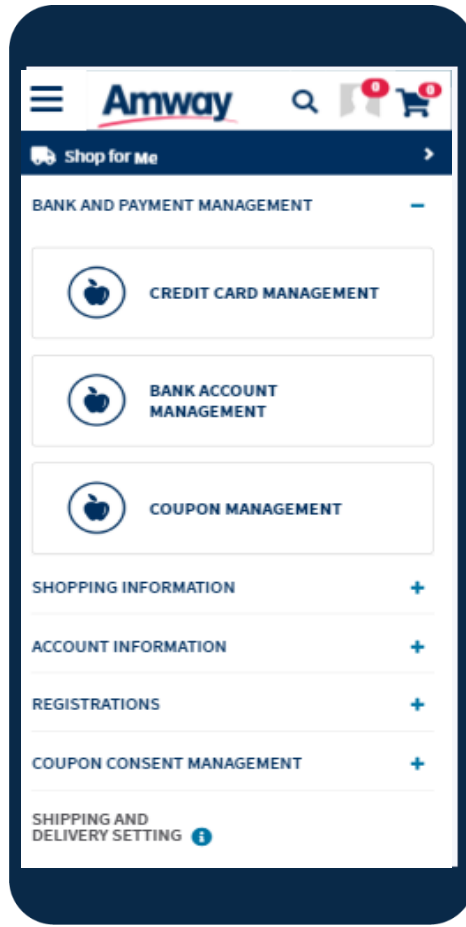 Amway
0
0
Shop for Me
BANK AND PAYMENT MANAGEMENT
CREDIT CARD MANAGEMENT
BANK ACCOUNT
MANAGEMENT
COUPON MANAGEMENT
SHOPPING INFORMATION
ACCOUNT INFORMATION
REGISTRATIONS
COUPON CONSENT MANAGEMENT
SHIPPING AND
DELIVERY SETTING